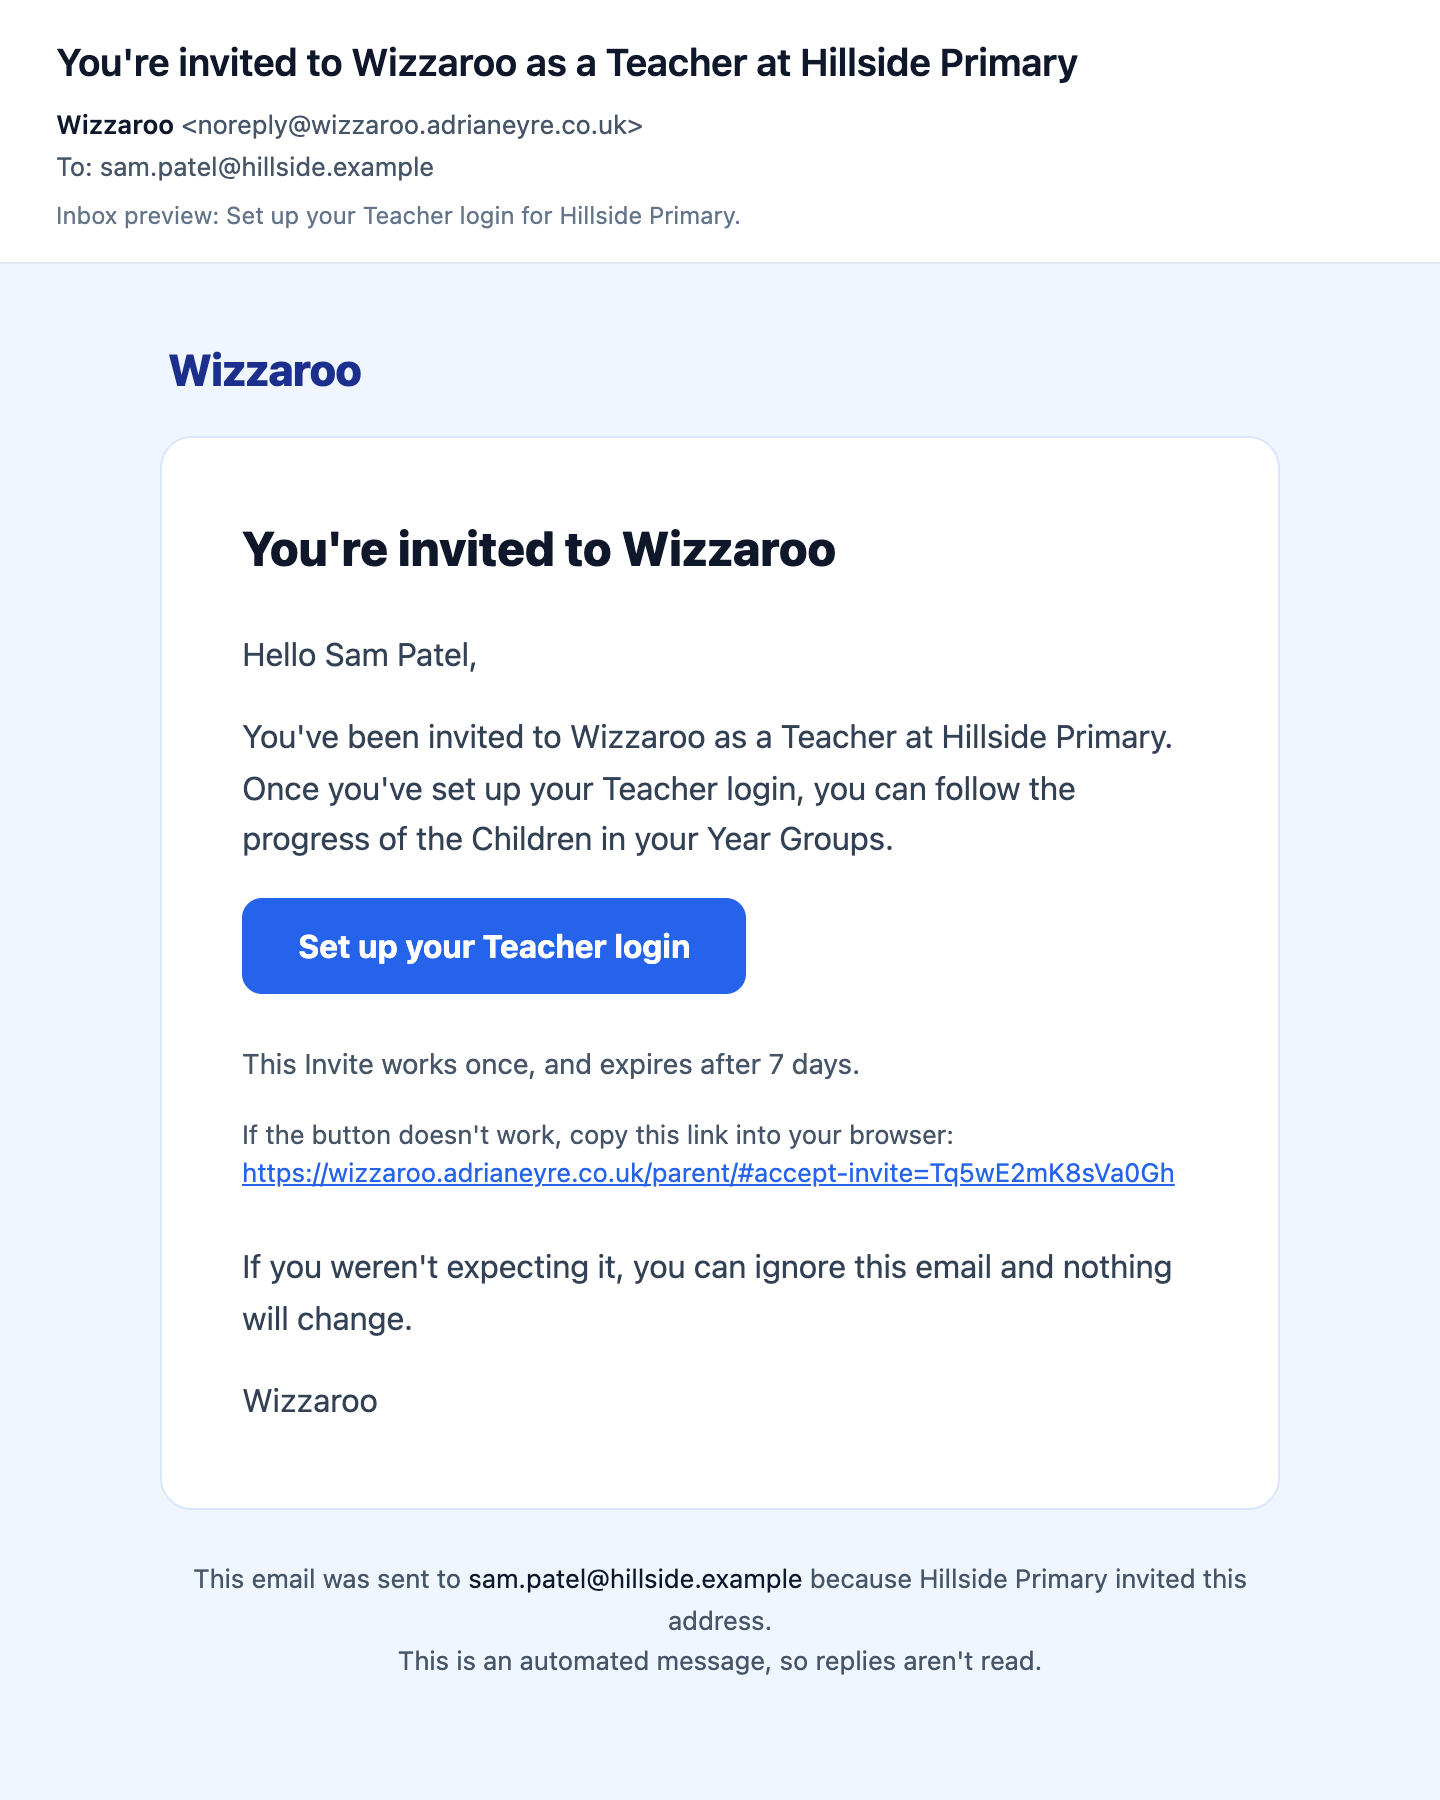 You're invited to Wizzaroo as a Teacher at Hillside Primary
Wizzaroo <noreply@wizzaroo.adrianeyre.co.uk>
To: sam.patel@hillside.example
Inbox preview: Set up your Teacher login for Hillside Primary.
Wizzaroo
You're invited to Wizzaroo
Hello Sam Patel,
You've been invited to Wizzaroo as a Teacher at Hillside Primary.
Once you've set up your Teacher login, you can follow the
progress of the Children in your Year Groups.
Set up your Teacher login
This Invite works once, and expires after 7 days.
If the button doesn't work, copy this link into your browser:
https://wizzaroo.adrianeyre.co.uk/parent/#accept-invite=Tq5wE2mK8sVa0Gh
If you weren't expecting it, you can ignore this email and nothing
will change.
Wizzaroo
This email was sent to sam.patel@hillside.example because Hillside Primary invited this
address.
This is an automated message, so replies aren't read.